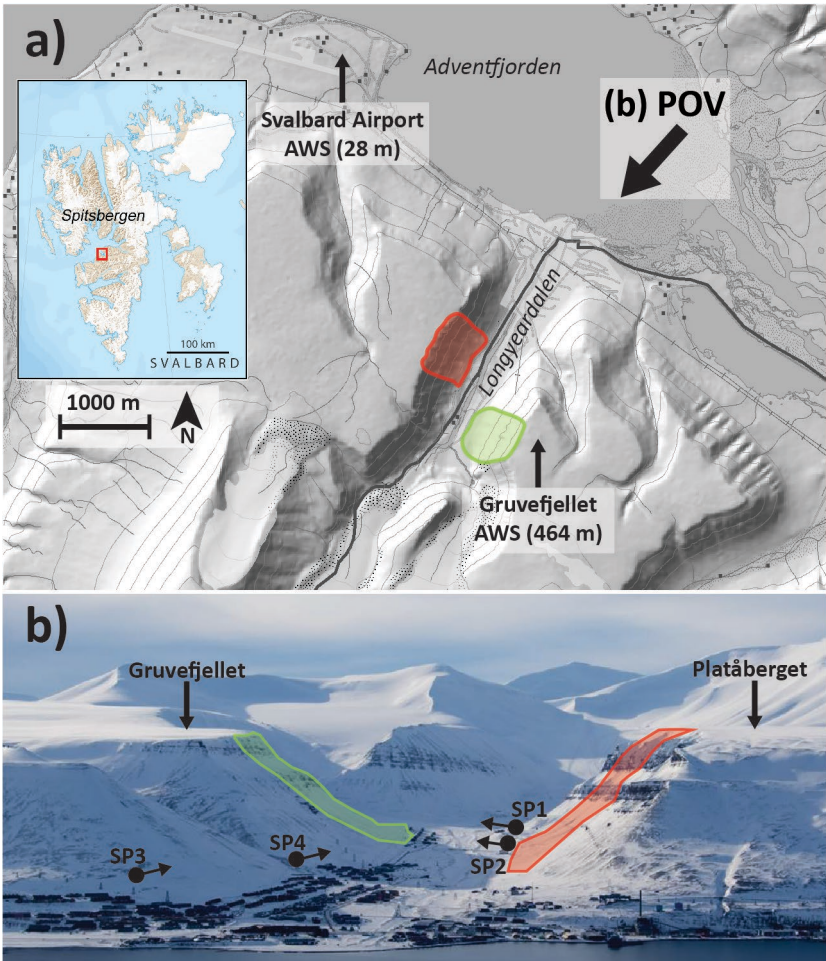 a)
Adventfjorden
(b) POV
Svalbard Airport
AWS (28 m)
Spitsbergen
100 km
SVALBARD
Longyeardalen
1000 m
N
Gruvefjellet
AWS (464 m)
b)
Gruvefjellet
Platåberget
SP1
SP2
SP3
SP4